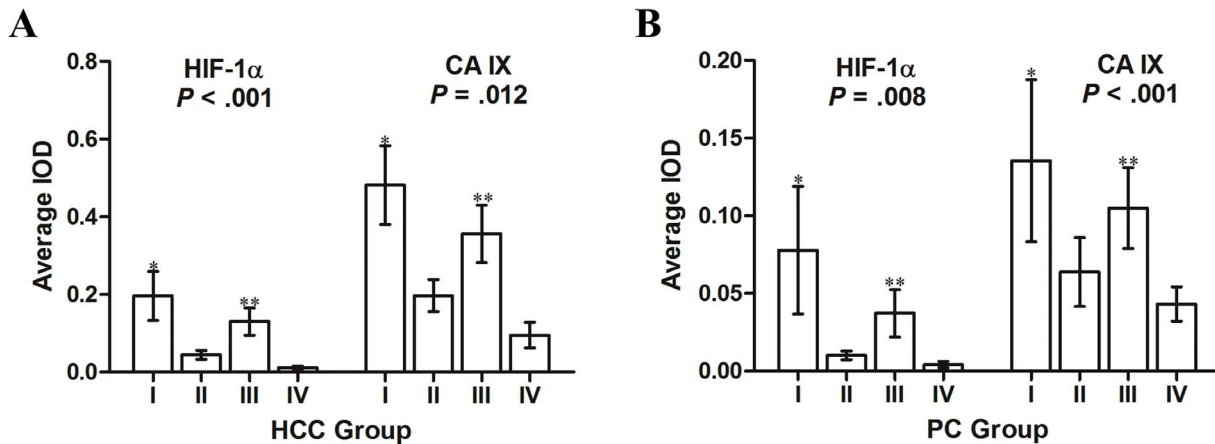 A
HIF-1α
P < .001
CA IX
P = .012
Average IOD
0.8
0.6
0.4
0.2
0.0
*
**
*
**
I II III IV I II III IV
HCC Group
B
HIF-1α
P = .008
CA IX
P < .001
Average IOD
0.20
0.15
0.10
0.05
0.00
*
**
*
**
I II III IV I II III IV
PC Group